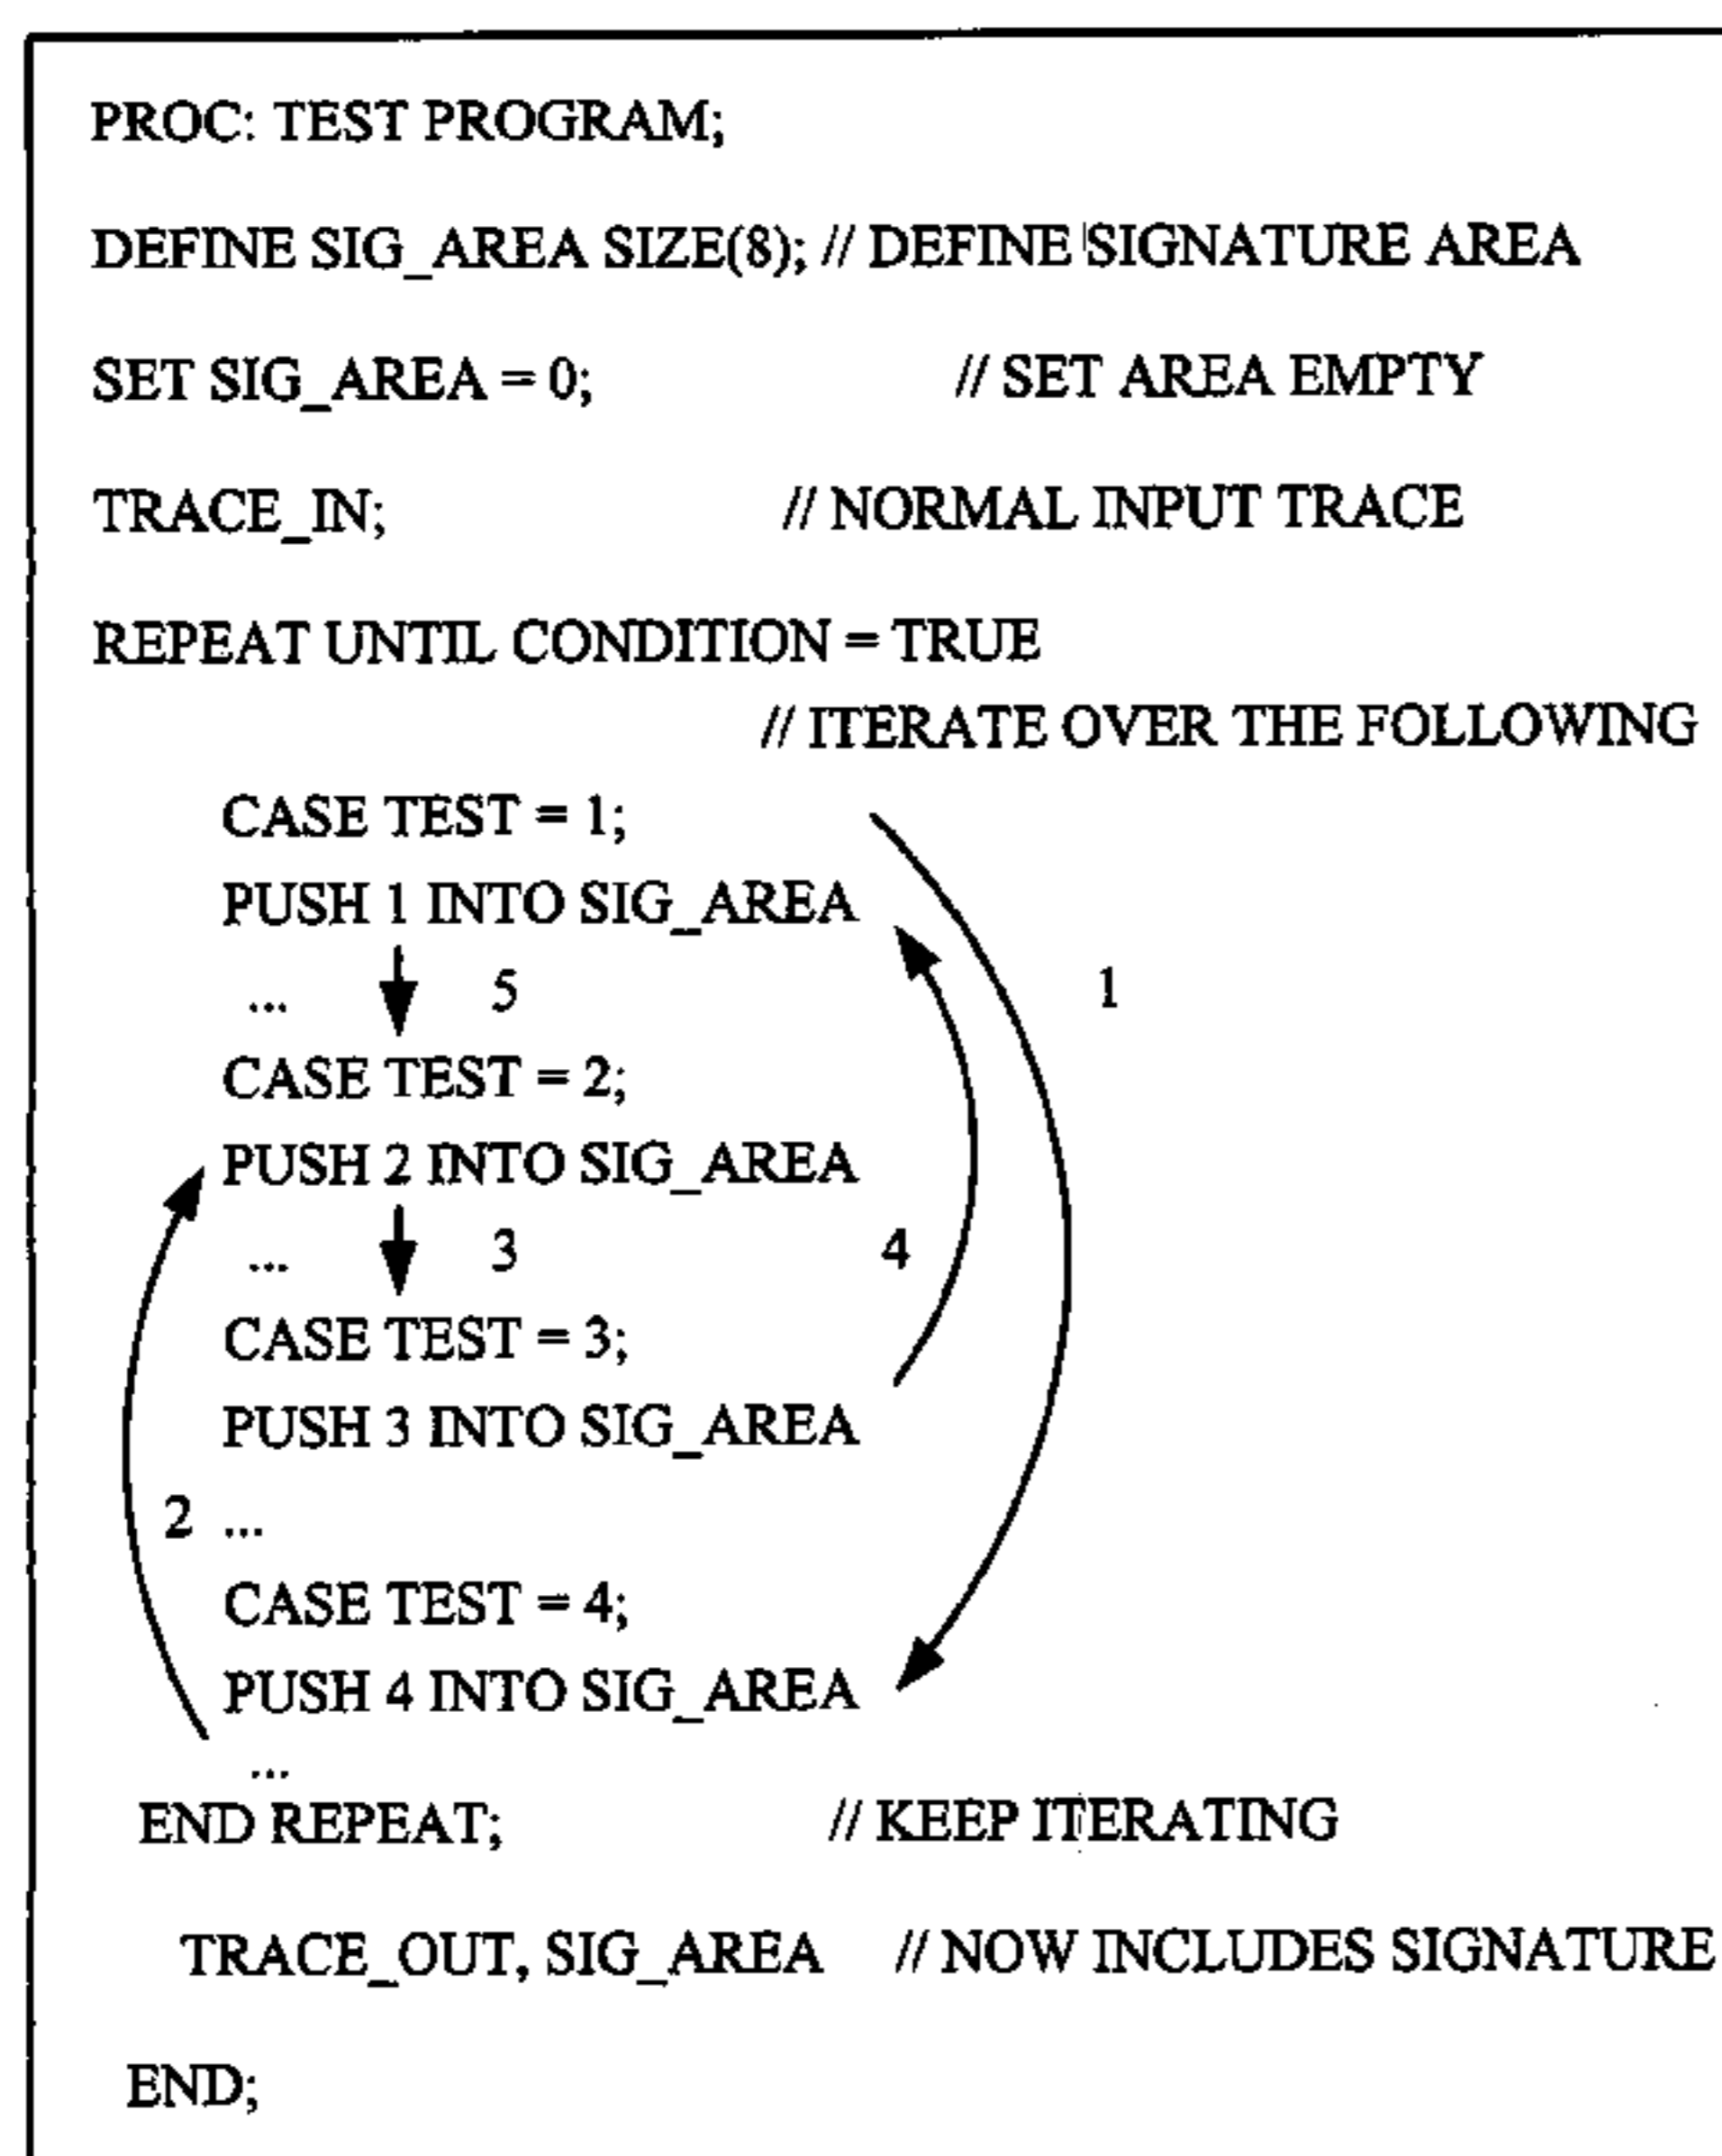 PROC: TEST PROGRAM;
DEFINE SIG_AREA SIZE(8); // DEFINE SIGNATURE AREA
SET SIG_AREA = 0; // SET AREA EMPTY
TRACE_IN; // NORMAL INPUT TRACE
REPEAT UNTIL CONDITION = TRUE
// ITERATE OVER THE FOLLOWING
CASE TEST = 1;
PUSH 1 INTO SIG_AREA
... 5 1
CASE TEST = 2;
PUSH 2 INTO SIG_AREA
... 3 4
CASE TEST = 3;
PUSH 3 INTO SIG_AREA
2 ...
CASE TEST = 4;
PUSH 4 INTO SIG_AREA
...
END REPEAT; // KEEP ITERATING
TRACE_OUT, SIG_AREA // NOW INCLUDES SIGNATURE
END;